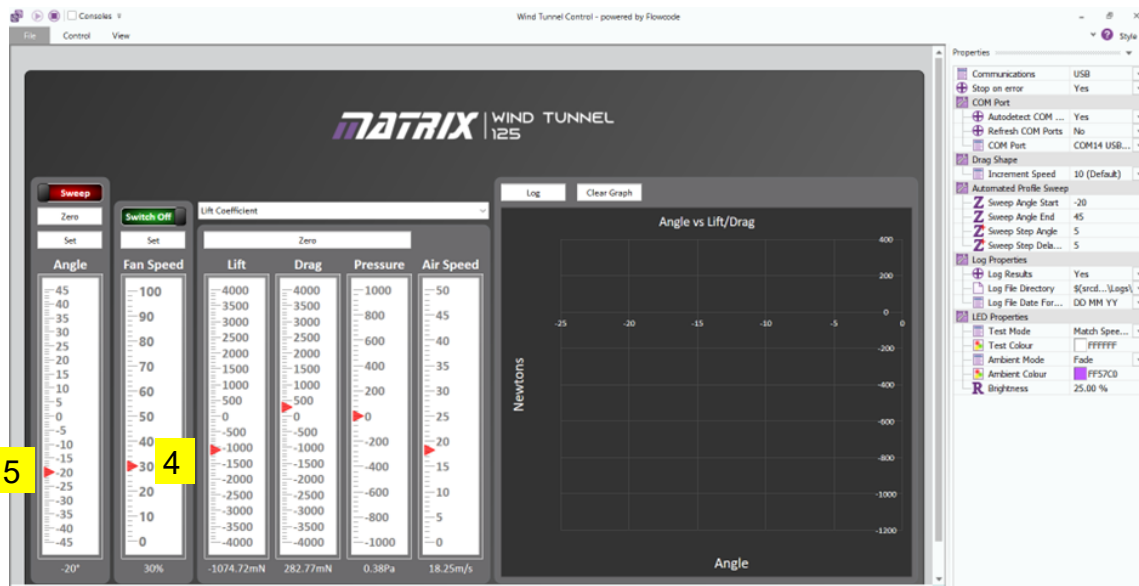 Consoles
Wind Tunnel Control - powered by Flowcode
File Control View
Style
MATRIX WIND TUNNEL 125
Sweep
Zero
Set
Angle
45
40
35
30
25
20
15
10
5
0
-5
-10
-15
-20
-25
-30
-35
-40
-45
-20°
5
Switch Off
Set
Fan Speed
100
90
80
70
60
50
40
30
20
10
0
30%
4
Lift Coefficient
Zero
Lift
4000
3500
3000
2500
2000
1500
1000
500
0
-500
-1000
-1500
-2000
-2500
-3000
-3500
-4000
-1074.72mN
Drag
4000
3500
3000
2500
2000
1500
1000
500
0
-500
-1000
-1500
-2000
-2500
-3000
-3500
-4000
282.77mN
Pressure
1000
800
600
400
200
0
-200
-400
-600
-800
-1000
0.38Pa
Air Speed
50
45
40
35
30
25
20
15
10
5
0
18.25m/s
Log Clear Graph
Angle vs Lift/Drag
400
200
0
-200
-400
-600
-800
-1000
-1200
-25 -20 -15 -10 -5 0
Newtons
Angle
Properties
Communications USB
Stop on error Yes
COM Port
Autodetect COM ... Yes
Refresh COM Ports No
COM Port COM14 USB...
Drag Shape
Increment Speed 10 (Default)
Automated Profile Sweep
Sweep Angle Start -20
Sweep Angle End 45
Sweep Step Angle 5
Sweep Step Dela... 5
Log Properties
Log Results Yes
Log File Directory $(srcd...\Logs\
Log File Date For... DD MM YY
LED Properties
Test Mode Match Spee...
Test Colour FFFFFF
Ambient Mode Fade
Ambient Colour FF57C0
Brightness 25.00 %